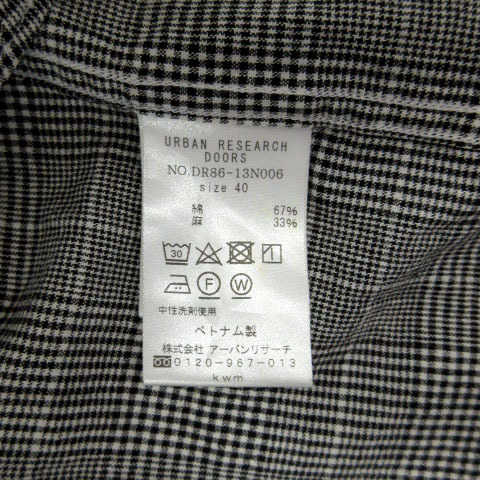 URBAN RESEARCH
DOORS
NO.DR86-13N006
size 40
綿 67%
麻 33%
30
F W
中性洗剤使用
ベトナム製
株式会社 アーバンリサーチ
0120-967-013
kwm